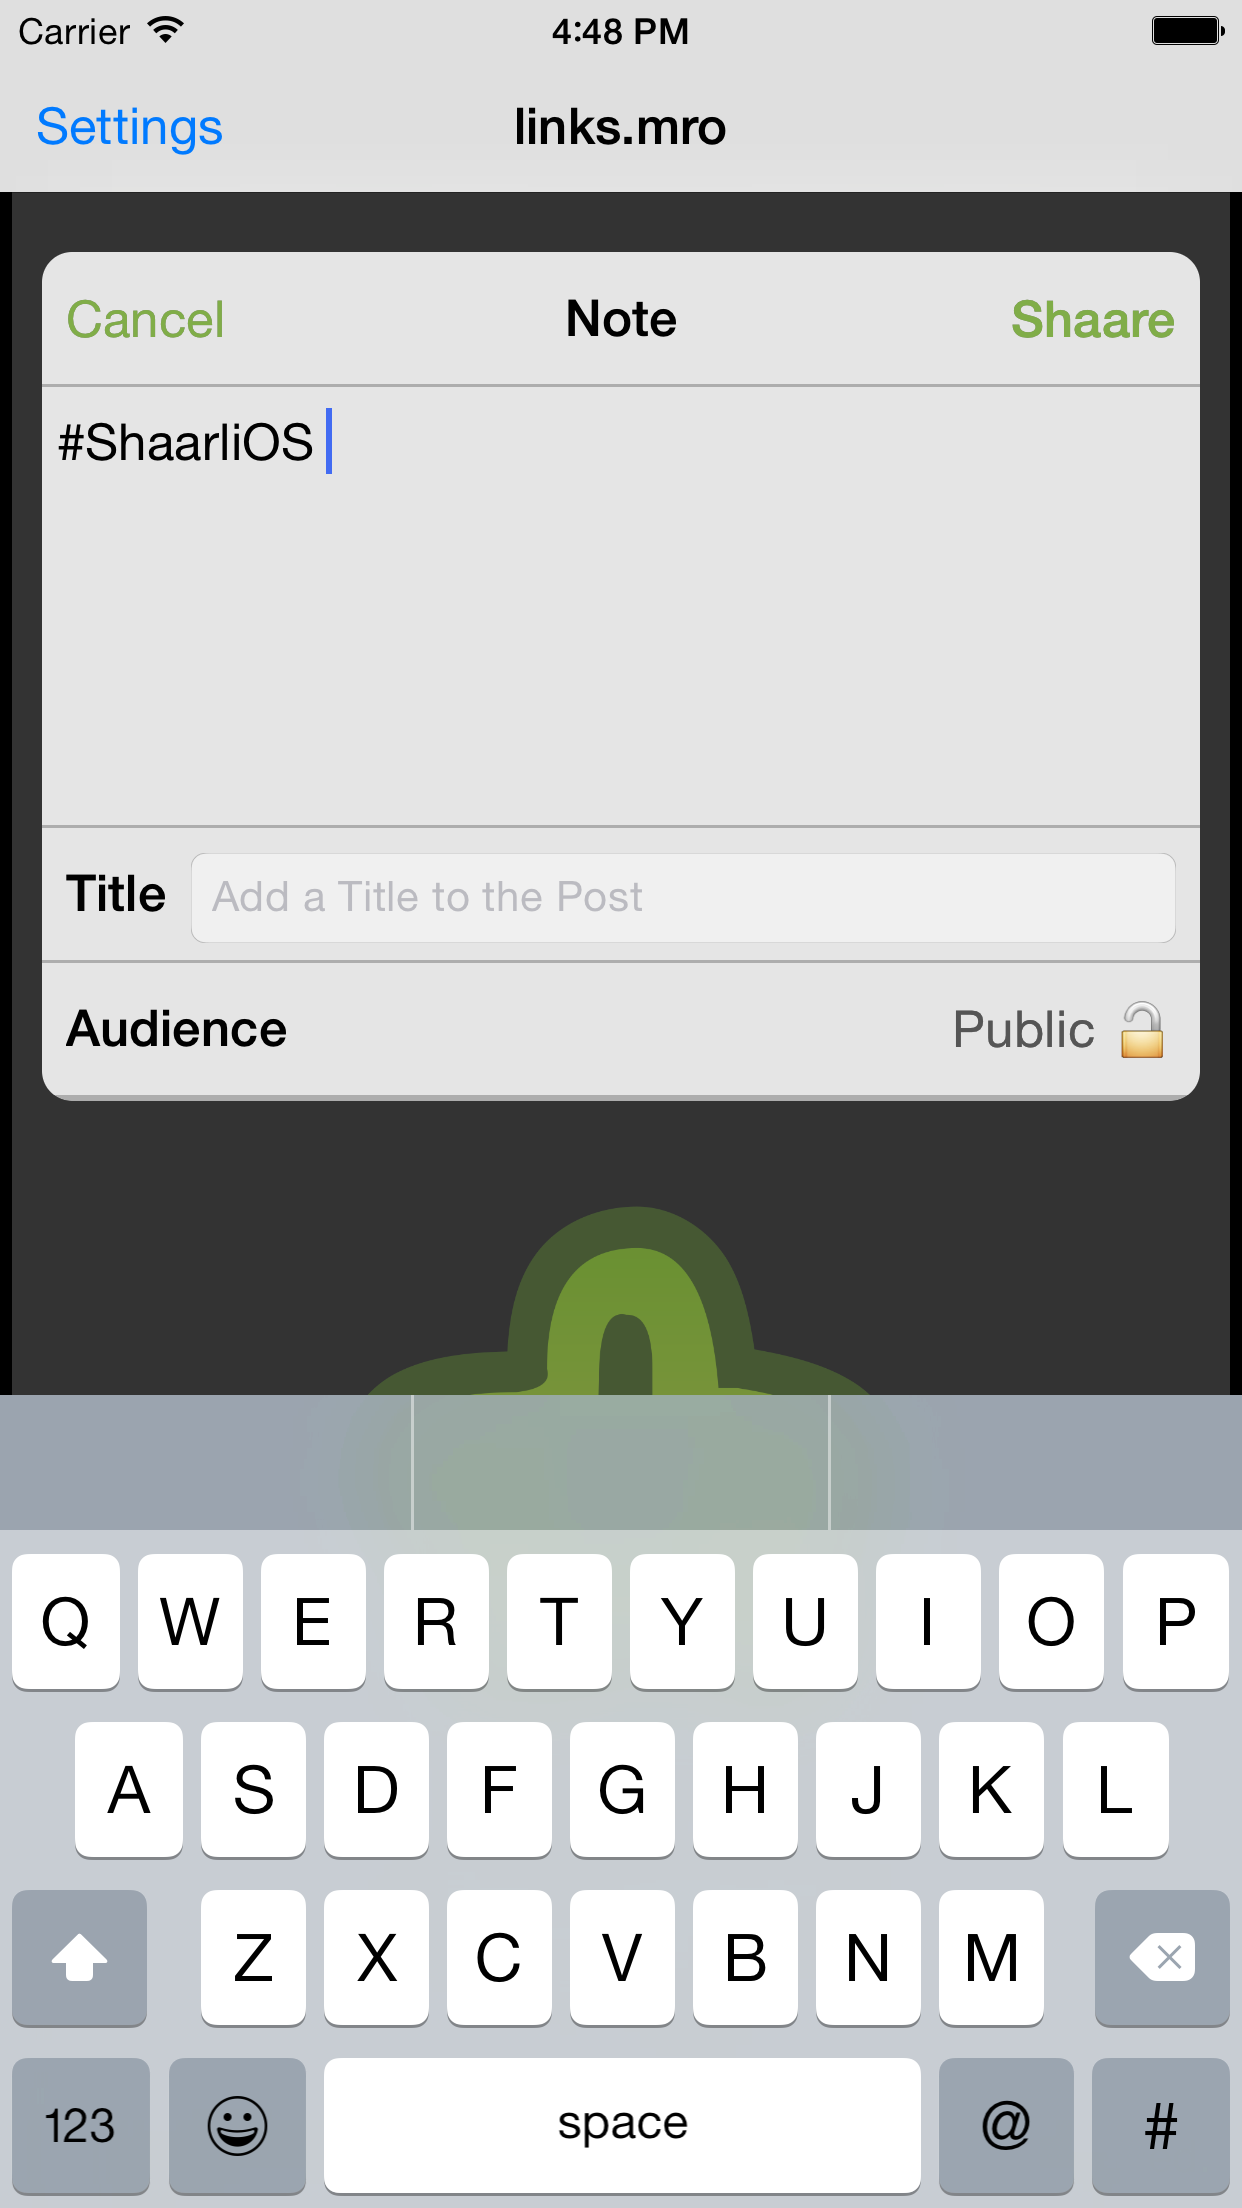 Carrier 4:48 PM
Settings links.mro
Cancel Note Shaare
#ShaarliOS
Title Add a Title to the Post
Audience Public
Q W E R T Y U I O P
A S D F G H J K L
Z X C V B N M
123 space @ #